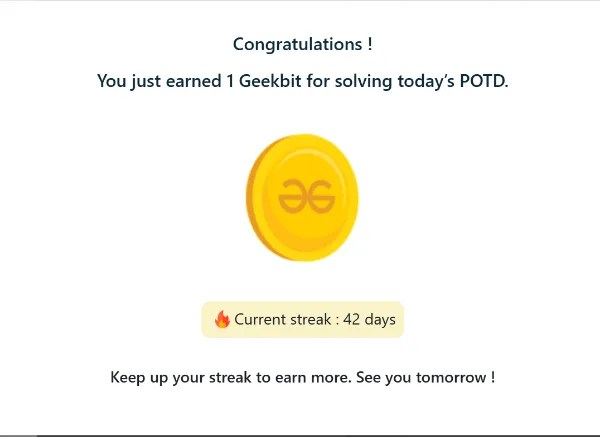 Congratulations !
You just earned 1 Geekbit for solving today’s POTD.
Current streak : 42 days
Keep up your streak to earn more. See you tomorrow !